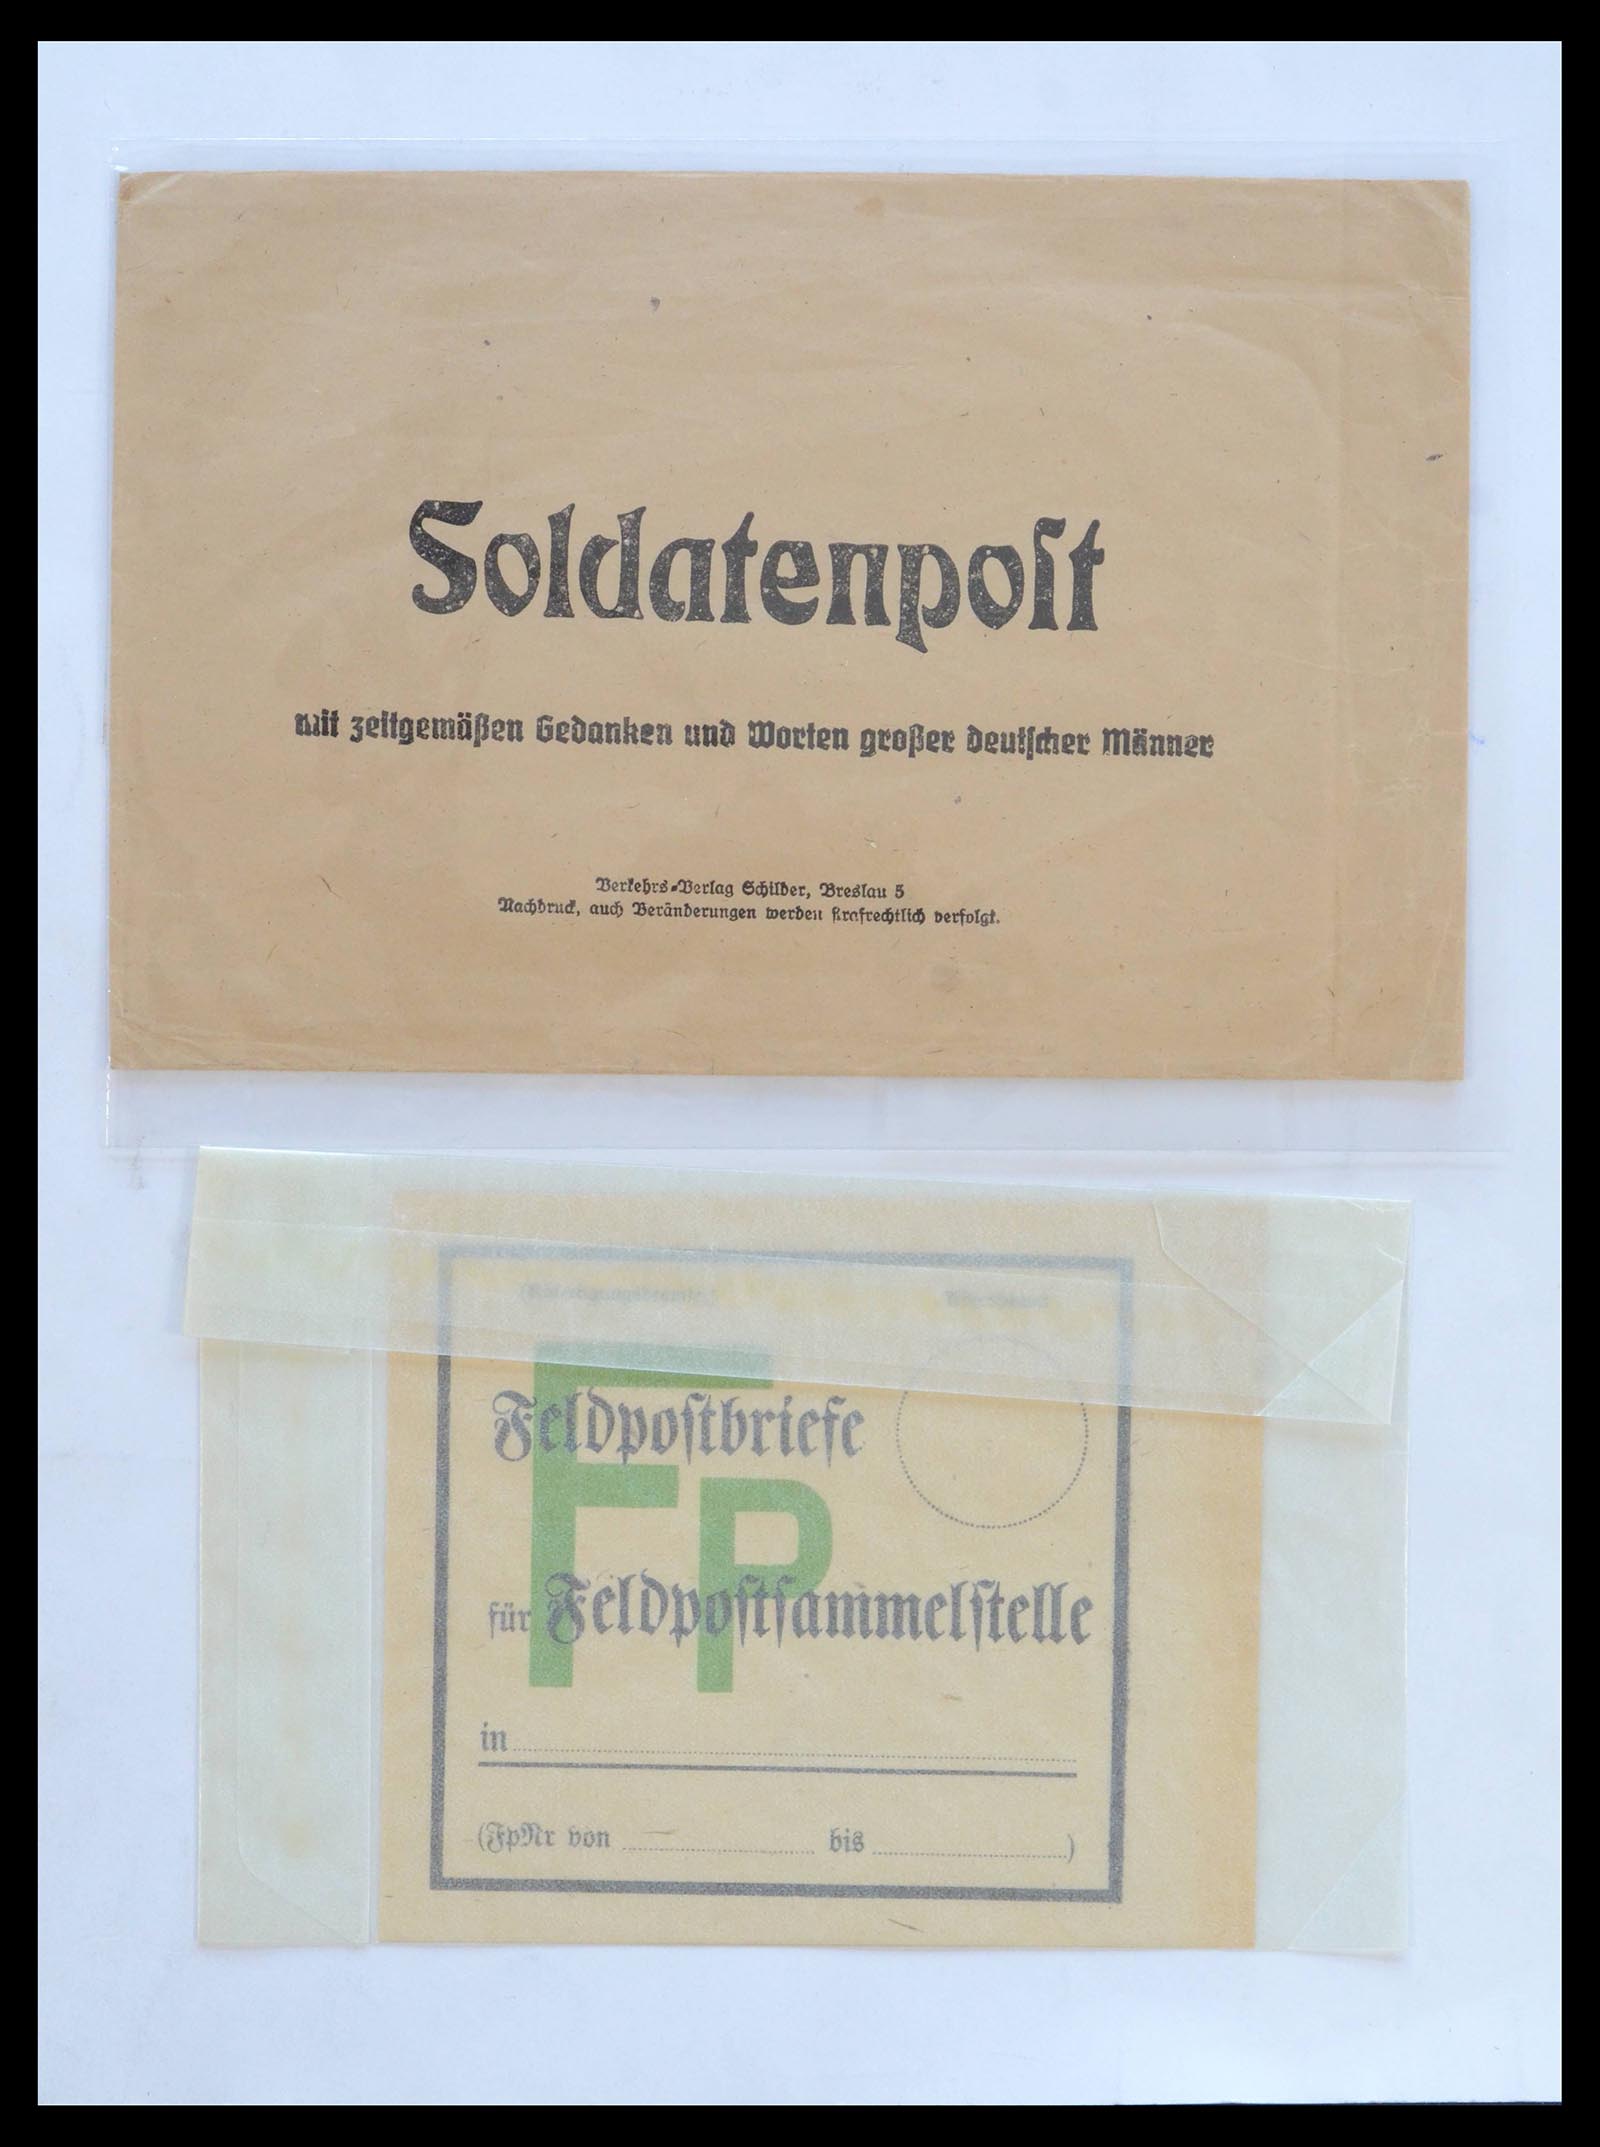 Soldatenpost
mit zeitgemäßen Gedanken und Worten großer deutscher Männer
Verkehrs-Verlag Schilder, Breslau 5
Nachdruck, auch Veränderungen werden strafrechtlich verfolgt.
FP
Feldpostbriefe
für Feldpostsammelstelle
in
(FpNr von bis )